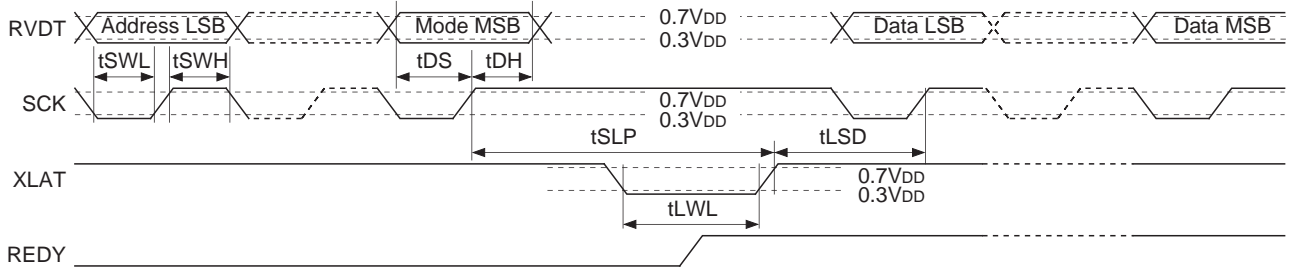 RVDT Address LSB Mode MSB 0.7VDD Data LSB Data MSB
0.3VDD
tSWL tSWH tDS tDH
SCK 0.7VDD
0.3VDD
tSLP tLSD
XLAT 0.7VDD
0.3VDD
tLWL
REDY